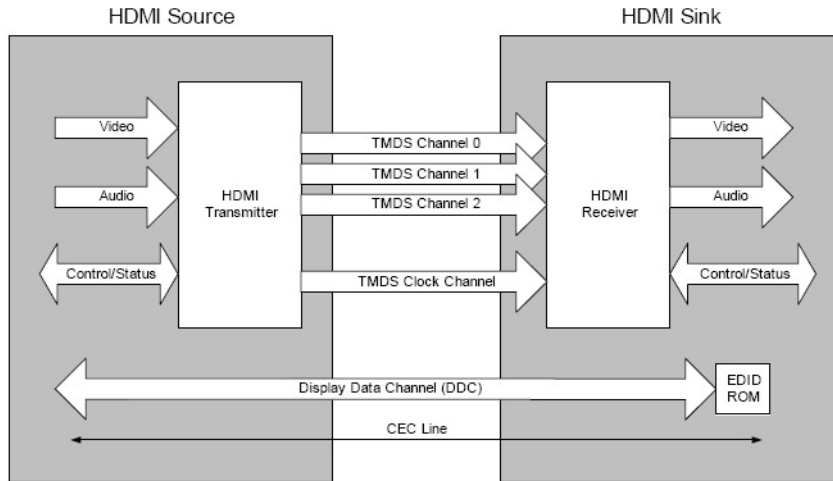 HDMI Source
HDMI Sink
Video
Audio
Control/Status
HDMI
Transmitter
TMDS Channel 0
TMDS Channel 1
TMDS Channel 2
TMDS Clock Channel
HDMI
Receiver
Video
Audio
Control/Status
Display Data Channel (DDC)
EDID
ROM
CEC Line